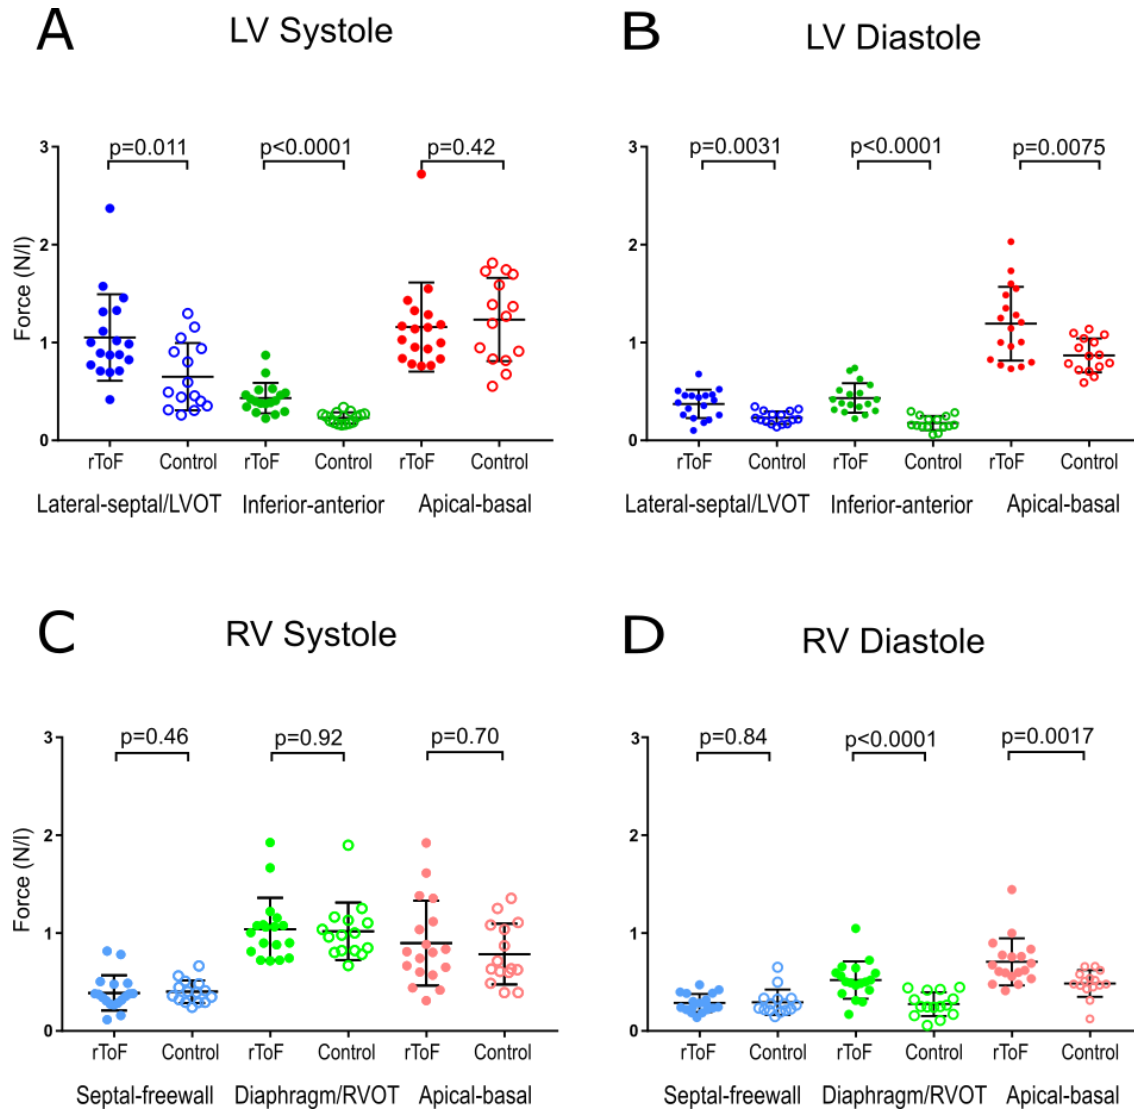 A LV Systole
B LV Diastole
p=0.011 p<0.0001 p=0.42
p=0.0031 p<0.0001 p=0.0075
3
2
1
0
Force (N/l)
3
2
1
0
rToF Control rToF Control rToF Control
Lateral-septal/LVOT Inferior-anterior Apical-basal
rToF Control rToF Control rToF Control
Lateral-septal/LVOT Inferior-anterior Apical-basal
C RV Systole
D RV Diastole
p=0.46 p=0.92 p=0.70
p=0.84 p<0.0001 p=0.0017
3
2
1
0
Force (N/l)
3
2
1
0
rToF Control rToF Control rToF Control
Septal-freewall Diaphragm/RVOT Apical-basal
rToF Control rToF Control rToF Control
Septal-freewall Diaphragm/RVOT Apical-basal